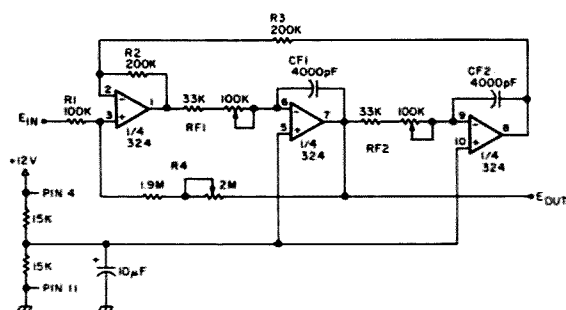 R3
200K
R2
200K
CF1
4000pF
CF2
4000pF
R1
100K
2
3
1
33K
100K
6
5
7
33K
100K
9
10
8
EIN
RF1
RF2
1/4
324
1/4
324
1/4
324
R4
1.9M
2M
EOUT
+12V
PIN 4
15K
15K
+
10µF
PIN 11